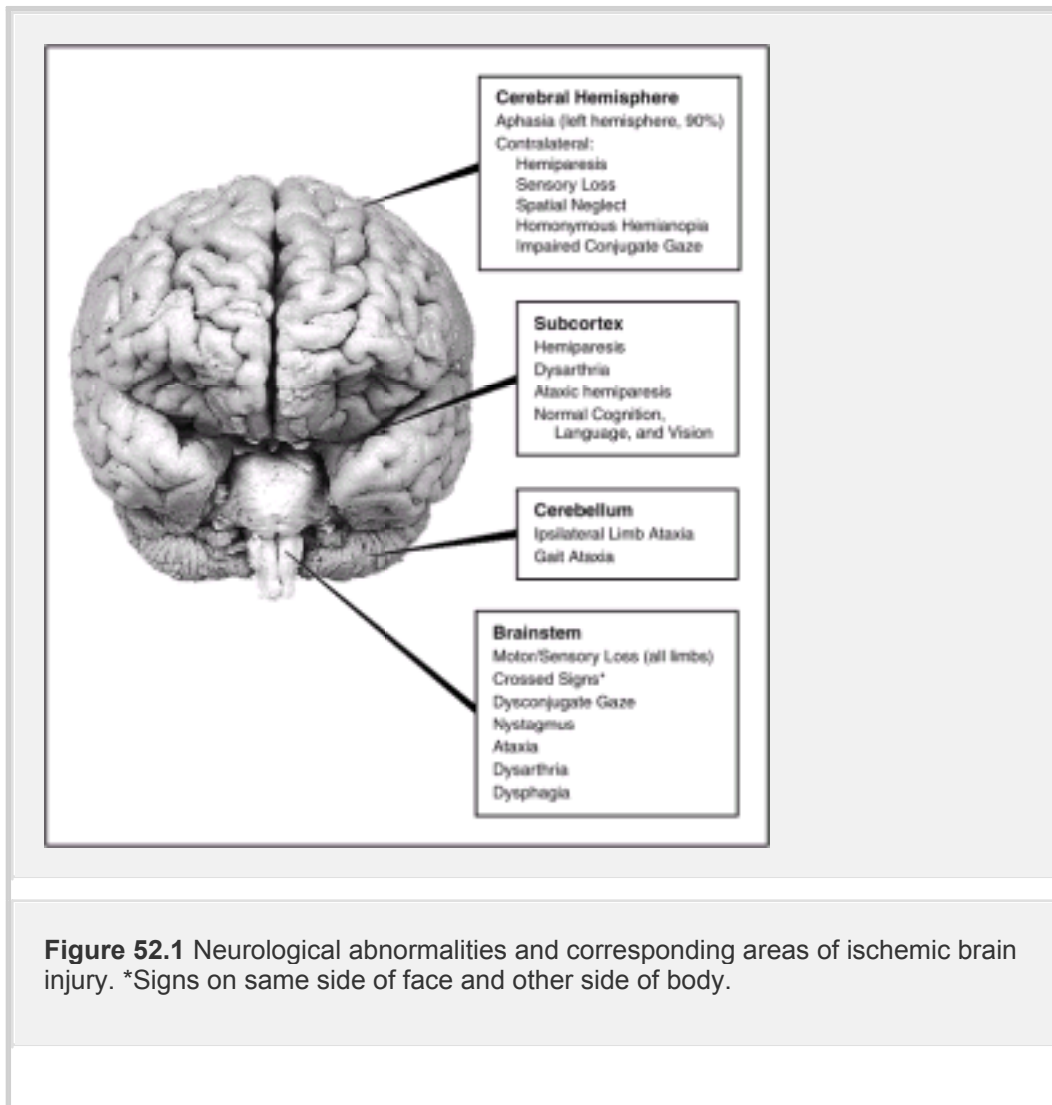 Cerebral Hemisphere
Aphasia (left hemisphere, 90%)
Contralateral:
Hemiparesis
Sensory Loss
Spatial Neglect
Homonymous Hemianopia
Impaired Conjugate Gaze
Subcortex
Hemiparesis
Dysarthria
Ataxic hemiparesis
Normal Cognition,
Language, and Vision
Cerebellum
Ipsilateral Limb Ataxia
Gait Ataxia
Brainstem
Motor/Sensory Loss (all limbs)
Crossed Signs*
Dysconjugate Gaze
Nystagmus
Ataxia
Dysarthria
Dysphagia
Figure 52.1 Neurological abnormalities and corresponding areas of ischemic brain
injury. *Signs on same side of face and other side of body.